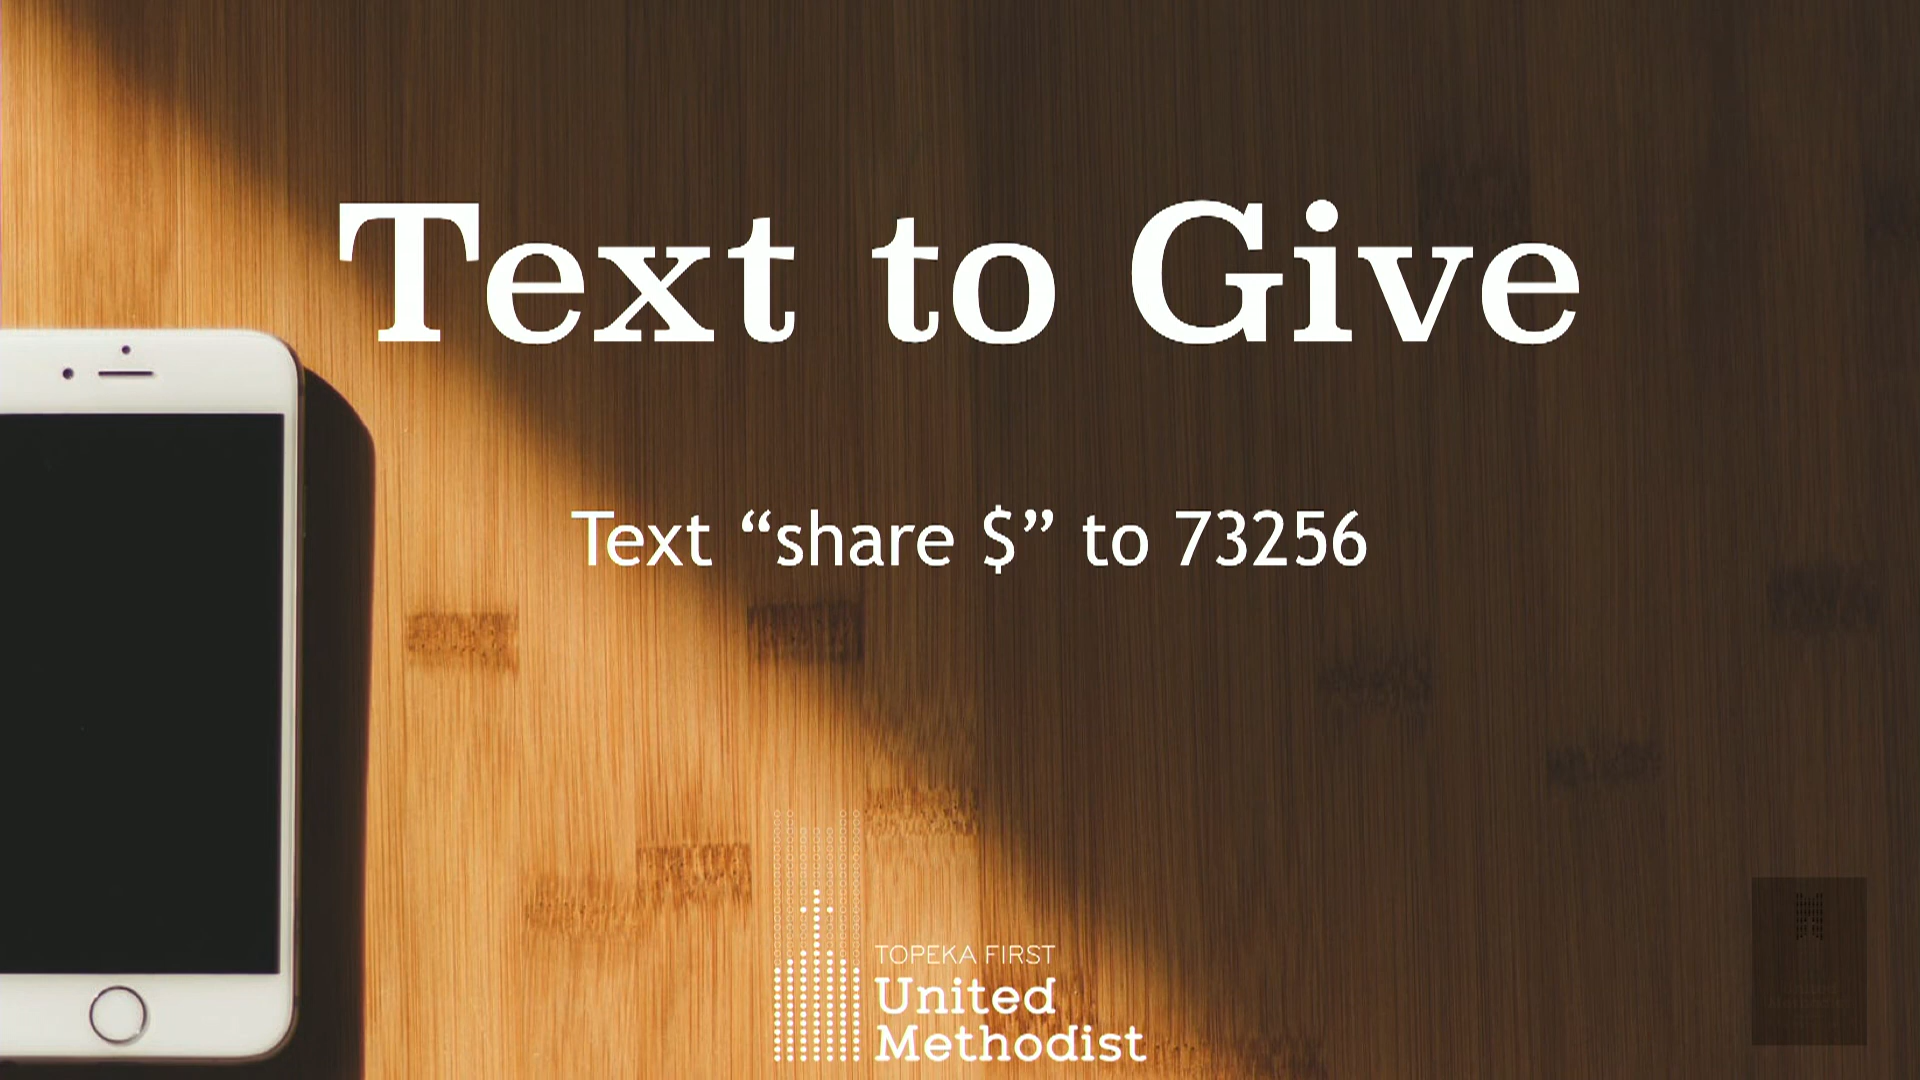 Text to Give
Text “share $” to 73256
TOPEKA FIRST
United
Methodist